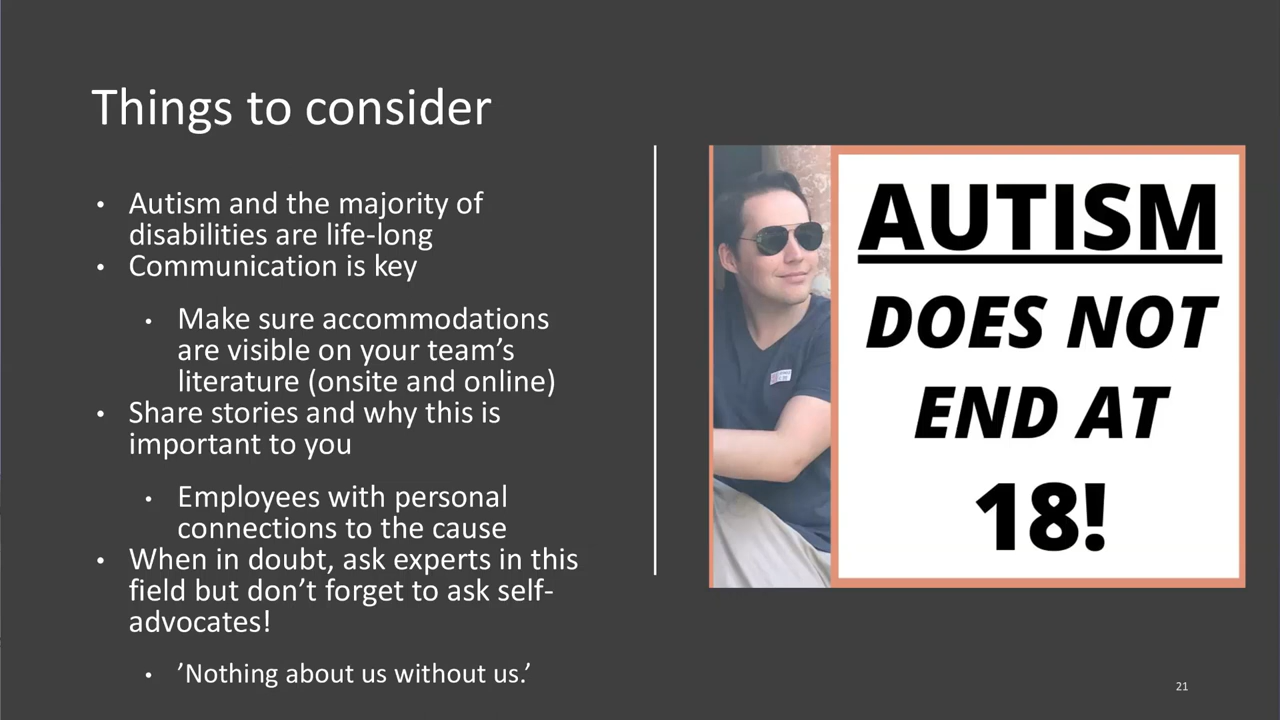 Things to consider
• Autism and the majority of
disabilities are life-long
• Communication is key
• Make sure accommodations
are visible on your team’s
literature (onsite and online)
• Share stories and why this is
important to you
• Employees with personal
connections to the cause
• When in doubt, ask experts in this
field but don’t forget to ask self-
advocates!
• ’Nothing about us without us.’
AUTISM
DOES NOT
END AT
18!
21